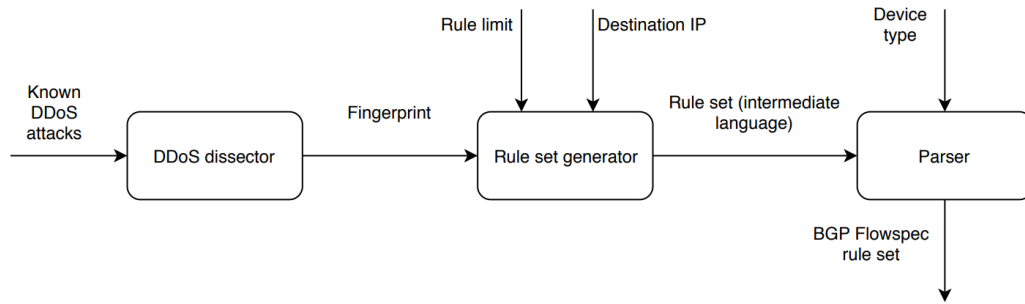 Rule limit
Destination IP
Device
type
Known
DDoS
attacks
Fingerprint
Rule set (intermediate
language)
DDoS dissector
Rule set generator
Parser
BGP Flowspec
rule set